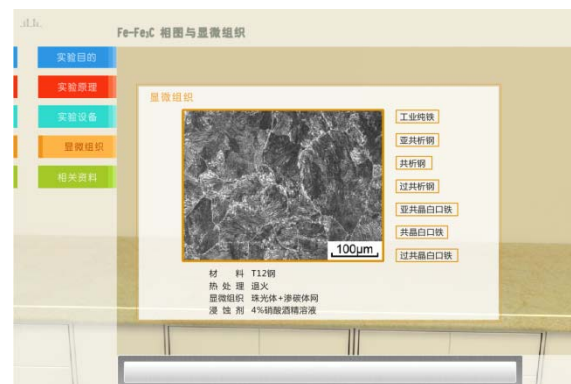 Fe-Fe₃C 相图与显微组织
实验目的
实验原理
实验设备
显微组织
相关资料
显微组织
100μm
工业纯铁
亚共析钢
共析钢
过共析钢
亚共晶白口铁
共晶白口铁
过共晶白口铁
材 料 T12钢
热 处 理 退火
显微组织 珠光体+渗碳体网
浸 蚀 剂 4%硝酸酒精溶液